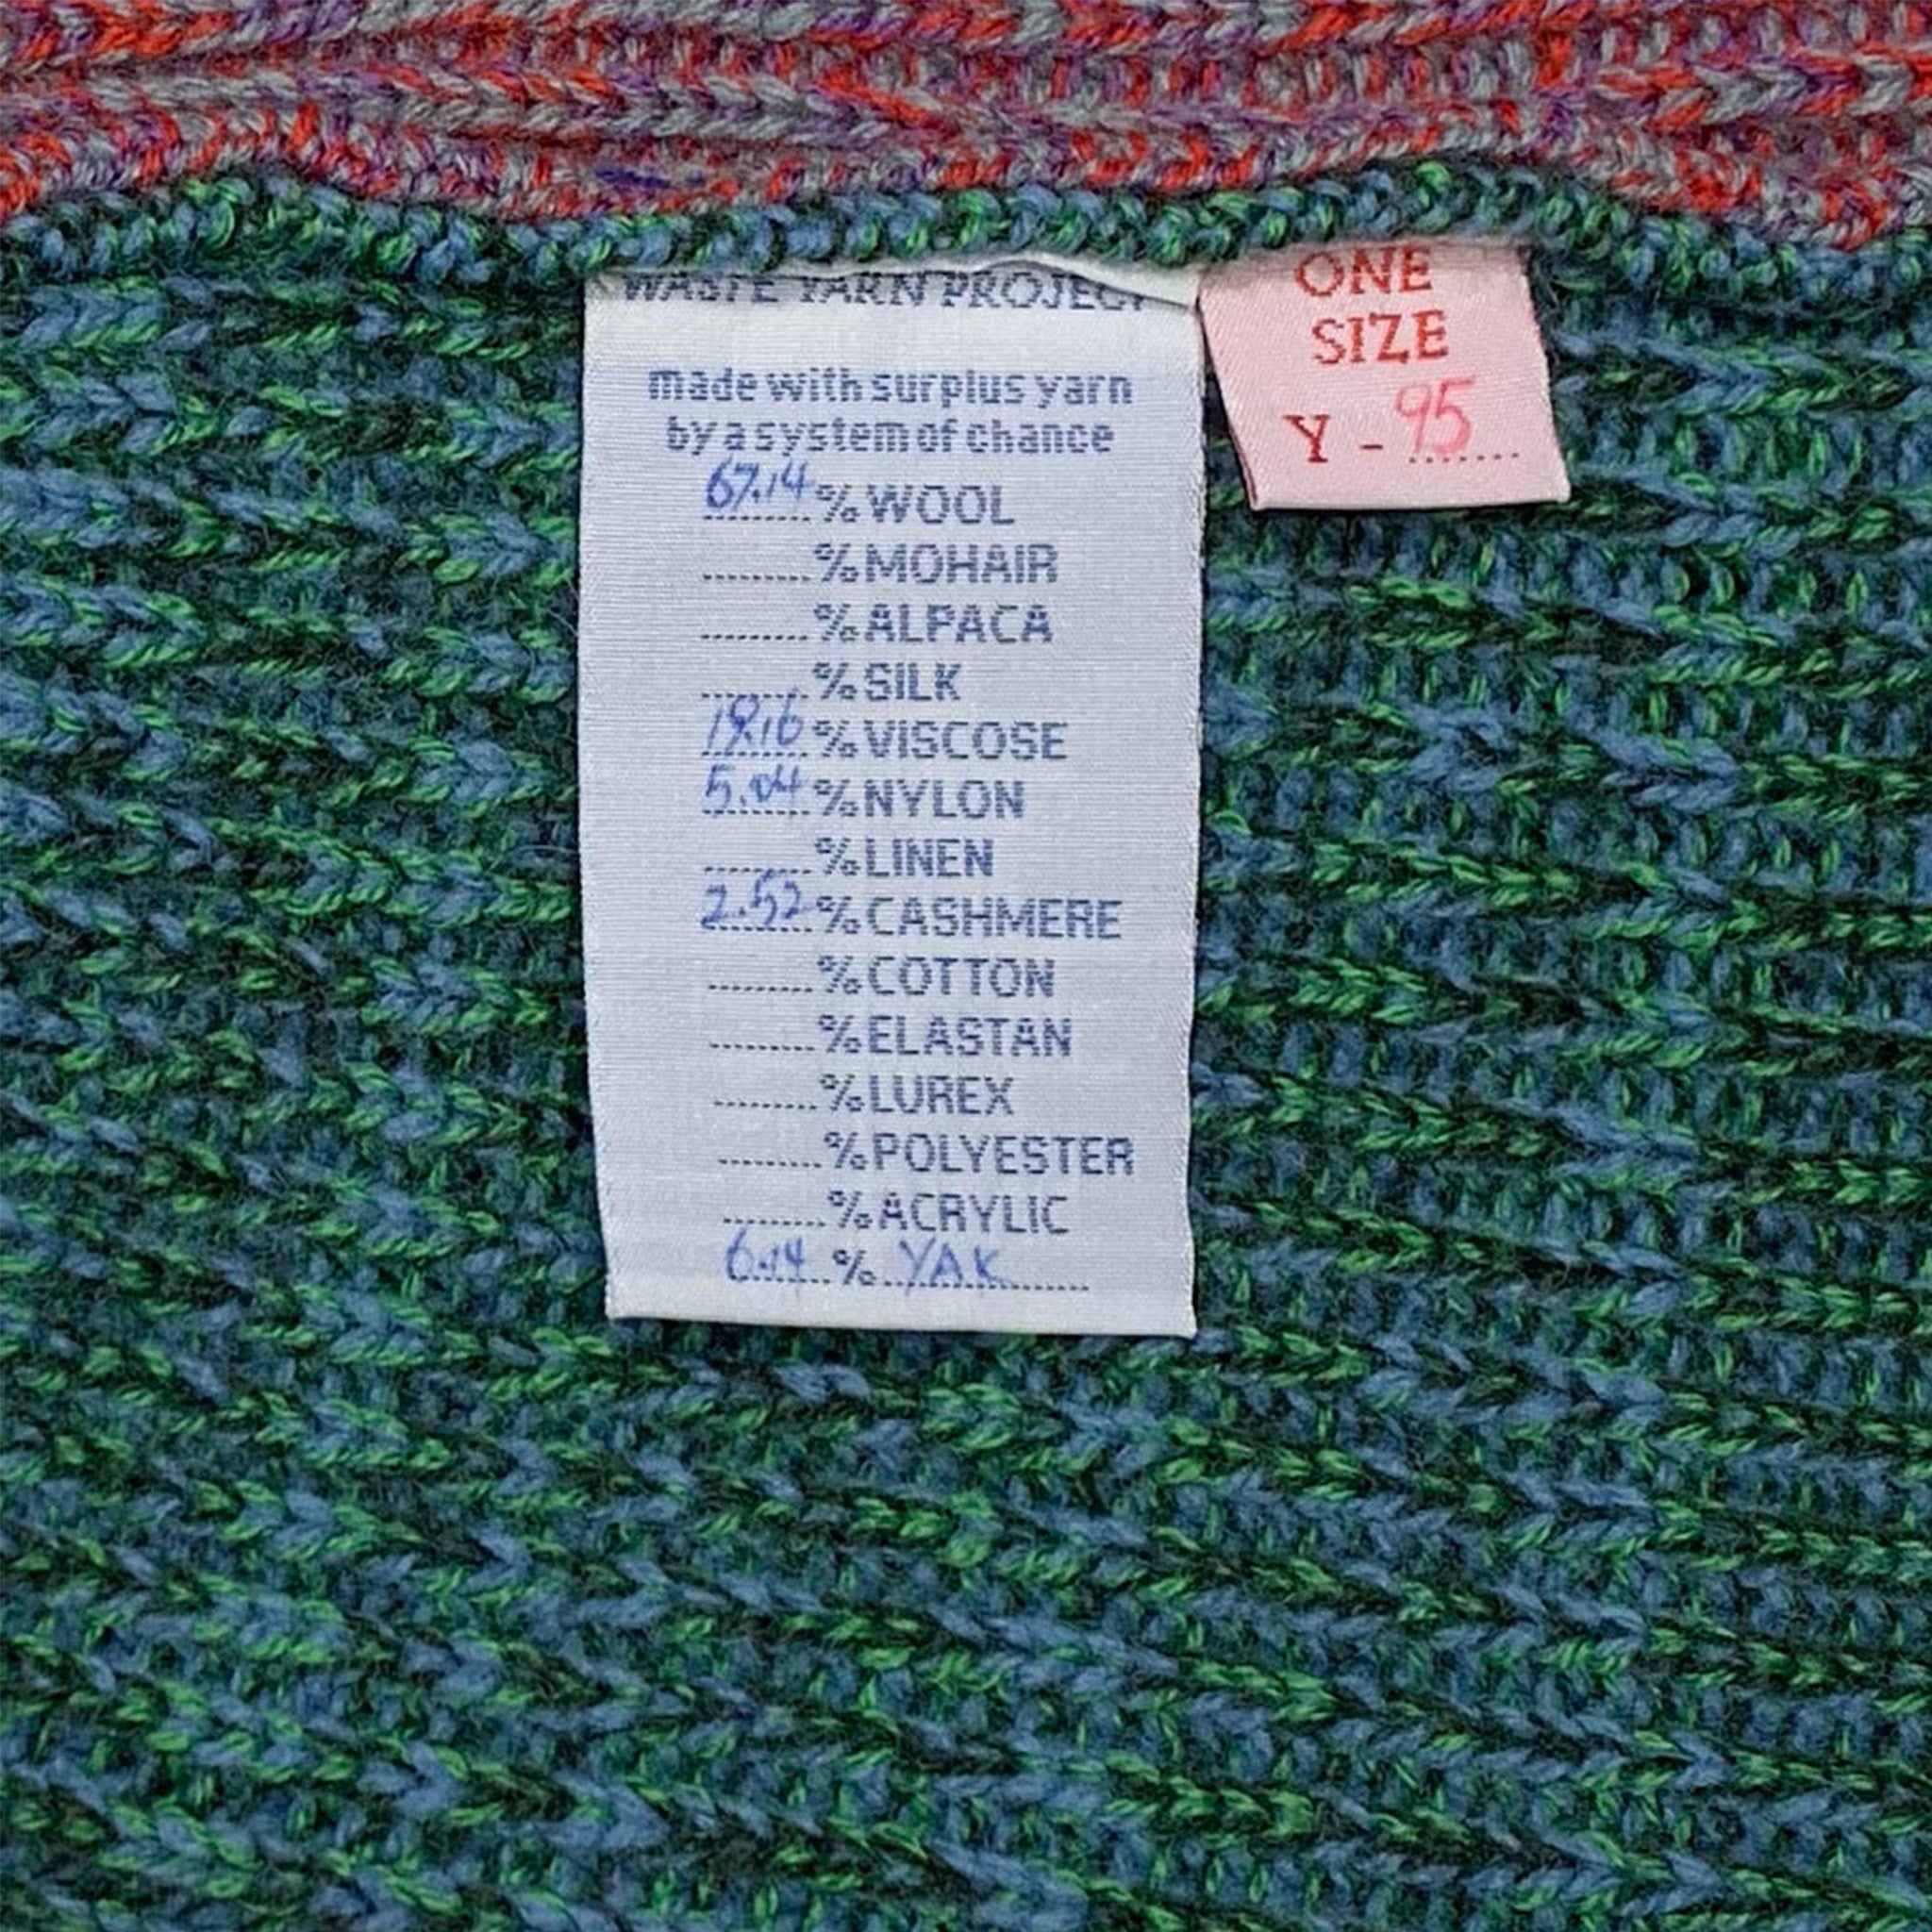 WASTE YARN PROJECT
made with surplus yarn
by a system of chance
67.14 % WOOL
......... % MOHAIR
......... % ALPACA
......... % SILK
19.16 % VISCOSE
5.04 % NYLON
......... % LINEN
2.52 % CASHMERE
......... % COTTON
......... % ELASTAN
......... % LUREX
......... % POLYESTER
......... % ACRYLIC
6.14 % YAK
ONE
SIZE
Y - 95